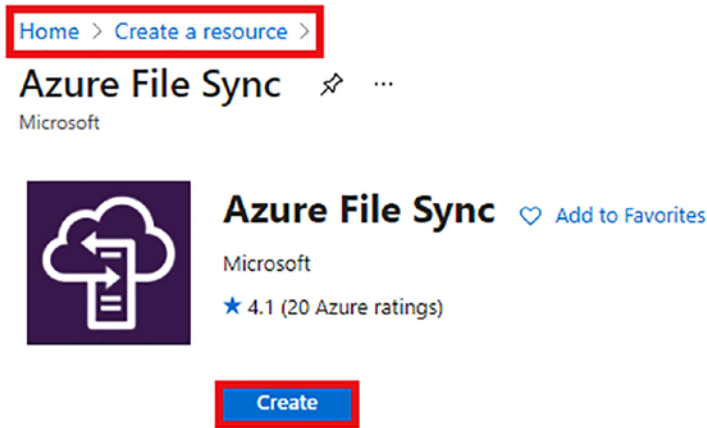 Home > Create a resource >
Azure File Sync ...
Microsoft
Azure File Sync Add to Favorites
Microsoft
4.1 (20 Azure ratings)
Create